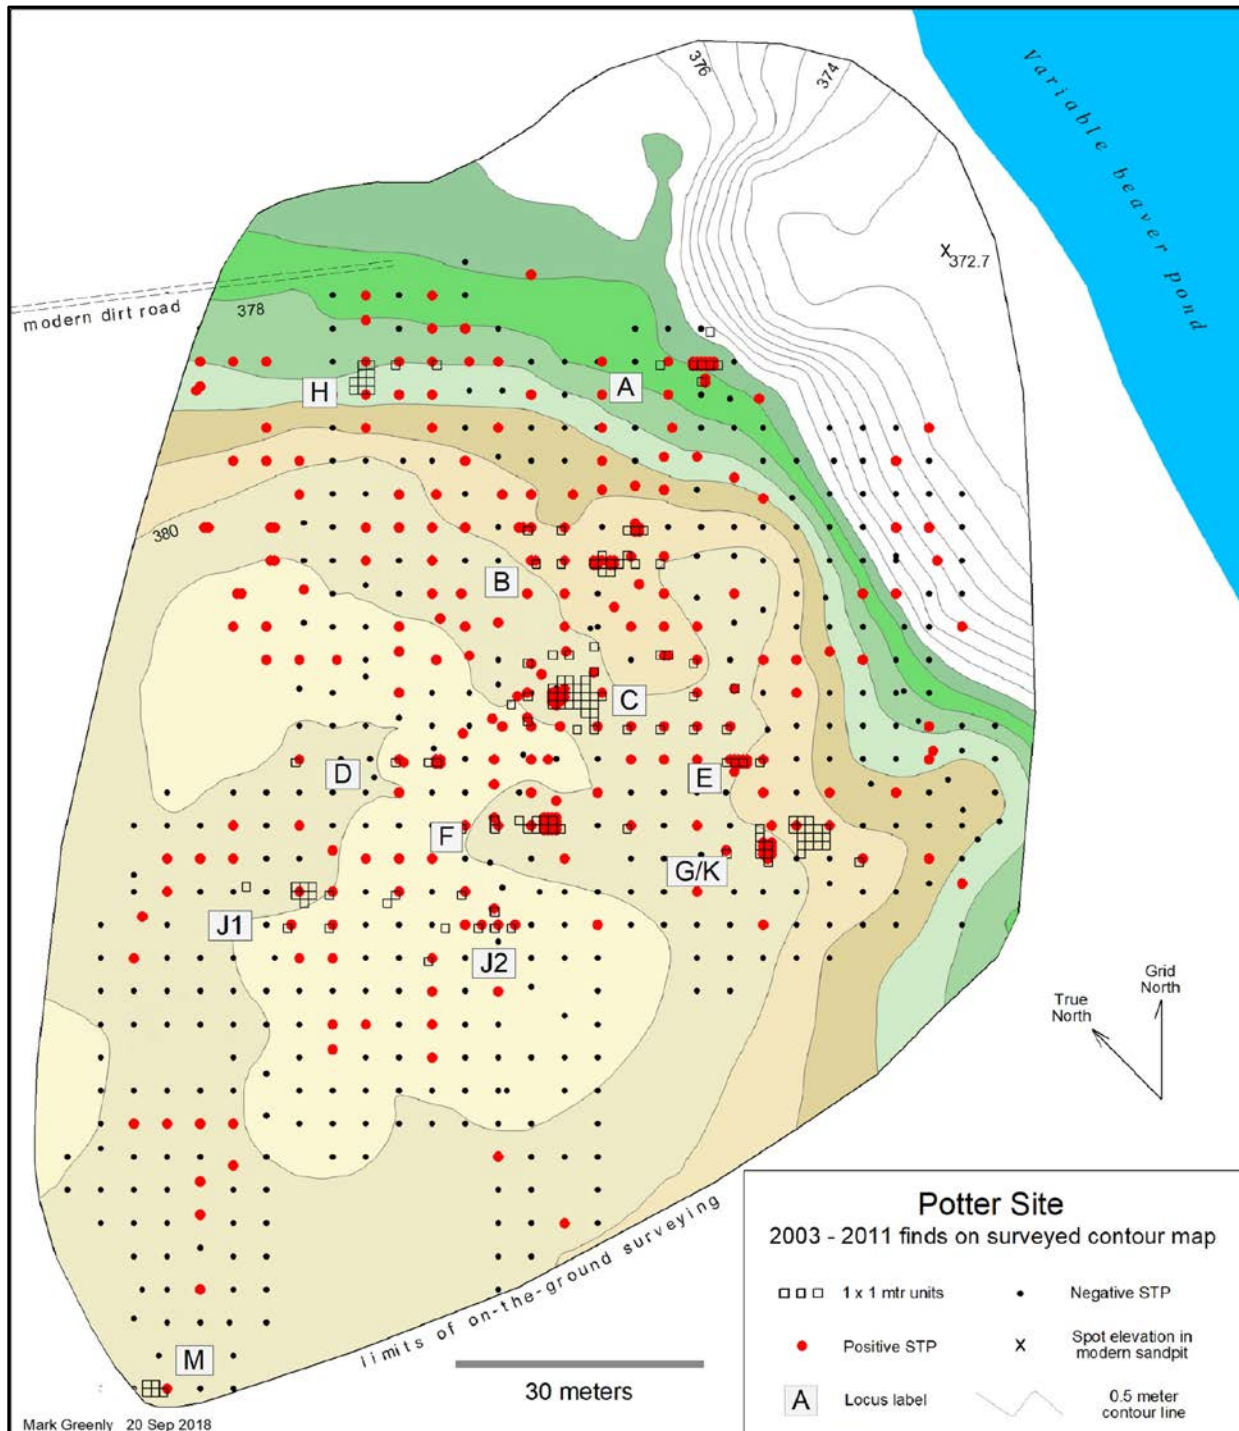 376
374
Variable beaver pond
X 372.7
modern dirt road
378
H
A
380
B
C
D
E
F
G/K
J1
J2
Grid
North
True
North
limits of on-the-ground surveying
M
30 meters
Mark Greenly 20 Sep 2018
Potter Site
2003 - 2011 finds on surveyed contour map
1 x 1 mtr units
Negative STP
Positive STP
X
Spot elevation in
modern sandpit
A
Locus label
0.5 meter
contour line